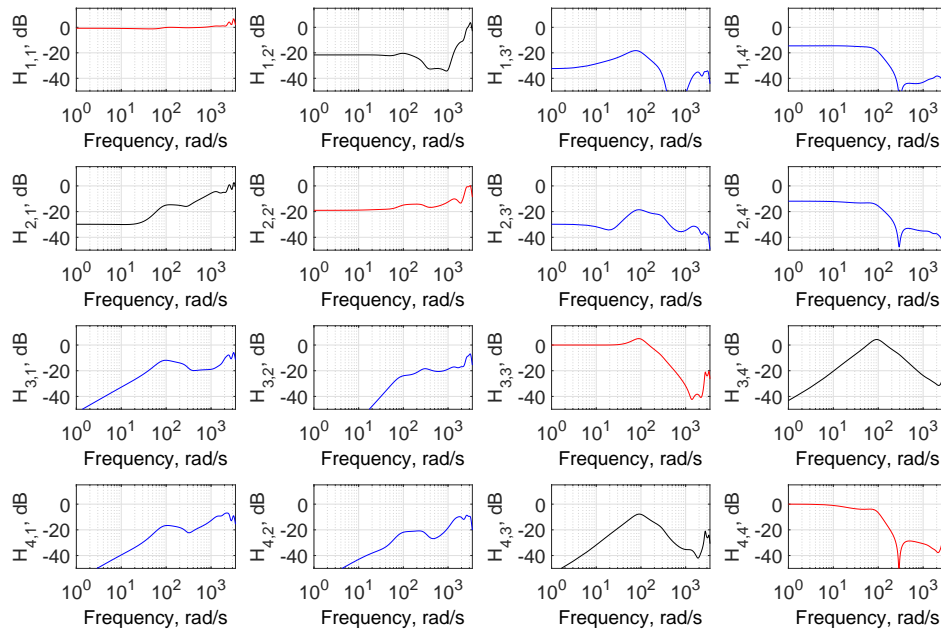 H1,1, dB
0
-20
-40
10^0 10^1 10^2 10^3
Frequency, rad/s
H1,2, dB
0
-20
-40
10^0 10^1 10^2 10^3
Frequency, rad/s
H1,3, dB
0
-20
-40
10^0 10^1 10^2 10^3
Frequency, rad/s
H1,4, dB
0
-20
-40
10^0 10^1 10^2 10^3
Frequency, rad/s
H2,1, dB
0
-20
-40
10^0 10^1 10^2 10^3
Frequency, rad/s
H2,2, dB
0
-20
-40
10^0 10^1 10^2 10^3
Frequency, rad/s
H2,3, dB
0
-20
-40
10^0 10^1 10^2 10^3
Frequency, rad/s
H2,4, dB
0
-20
-40
10^0 10^1 10^2 10^3
Frequency, rad/s
H3,1, dB
0
-20
-40
10^0 10^1 10^2 10^3
Frequency, rad/s
H3,2, dB
0
-20
-40
10^0 10^1 10^2 10^3
Frequency, rad/s
H3,3, dB
0
-20
-40
10^0 10^1 10^2 10^3
Frequency, rad/s
H3,4, dB
0
-20
-40
10^0 10^1 10^2 10^3
Frequency, rad/s
H4,1, dB
0
-20
-40
10^0 10^1 10^2 10^3
Frequency, rad/s
H4,2, dB
0
-20
-40
10^0 10^1 10^2 10^3
Frequency, rad/s
H4,3, dB
0
-20
-40
10^0 10^1 10^2 10^3
Frequency, rad/s
H4,4, dB
0
-20
-40
10^0 10^1 10^2 10^3
Frequency, rad/s